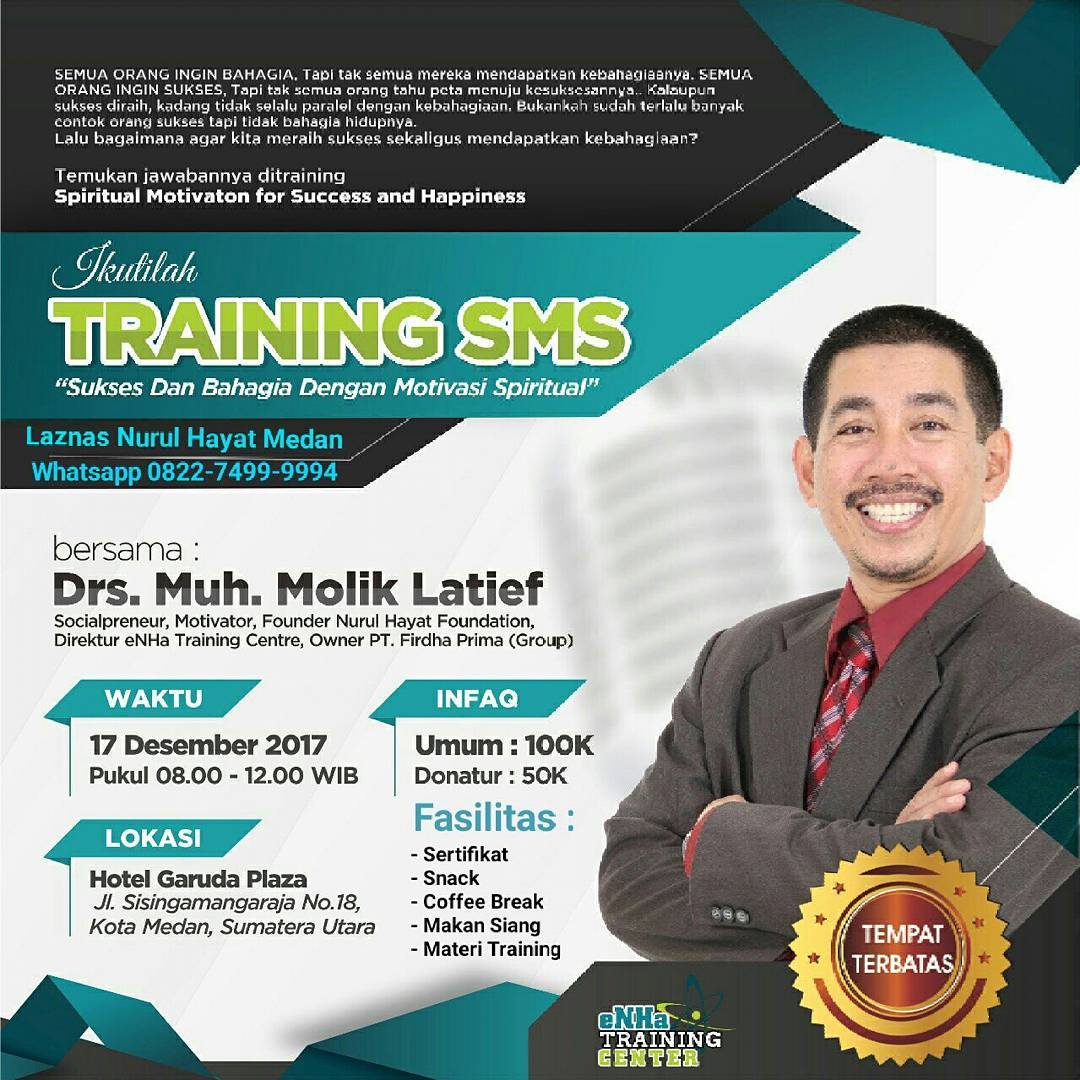 SEMUA ORANG INGIN BAHAGIA, Tapi tak semua mereka mendapatkan kebahagiaanya. SEMUA
ORANG INGIN SUKSES, Tapi tak semua orang tahu peta menuju kesuksesannya.. Kalaupun
sukses diraih, kadang tidak selalu paralel dengan kebahagiaan. Bukankah sudah terlalu banyak
contok orang sukses tapi tidak bahagia hidupnya.
Lalu bagaimana agar kita meraih sukses sekaligus mendapatkan kebahagiaan?
Temukan jawabannya ditraining
Spiritual Motivaton for Success and Happiness
Ikutilah
TRAINING SMS
“Sukses Dan Bahagia Dengan Motivasi Spiritual”
Laznas Nurul Hayat Medan
Whatsapp 0822-7499-9994
bersama :
Drs. Muh. Molik Latief
Socialpreneur, Motivator, Founder Nurul Hayat Foundation,
Direktur eNHa Training Centre, Owner PT. Firdha Prima (Group)
WAKTU
17 Desember 2017
Pukul 08.00 - 12.00 WIB
LOKASI
Hotel Garuda Plaza
Jl. Sisingamangaraja No.18,
Kota Medan, Sumatera Utara
INFAQ
Umum : 100K
Donatur : 50K
Fasilitas :
- Sertifikat
- Snack
- Coffee Break
- Makan Siang
- Materi Training
TEMPAT
TERBATAS
eNHa
TRAINING
CENTER